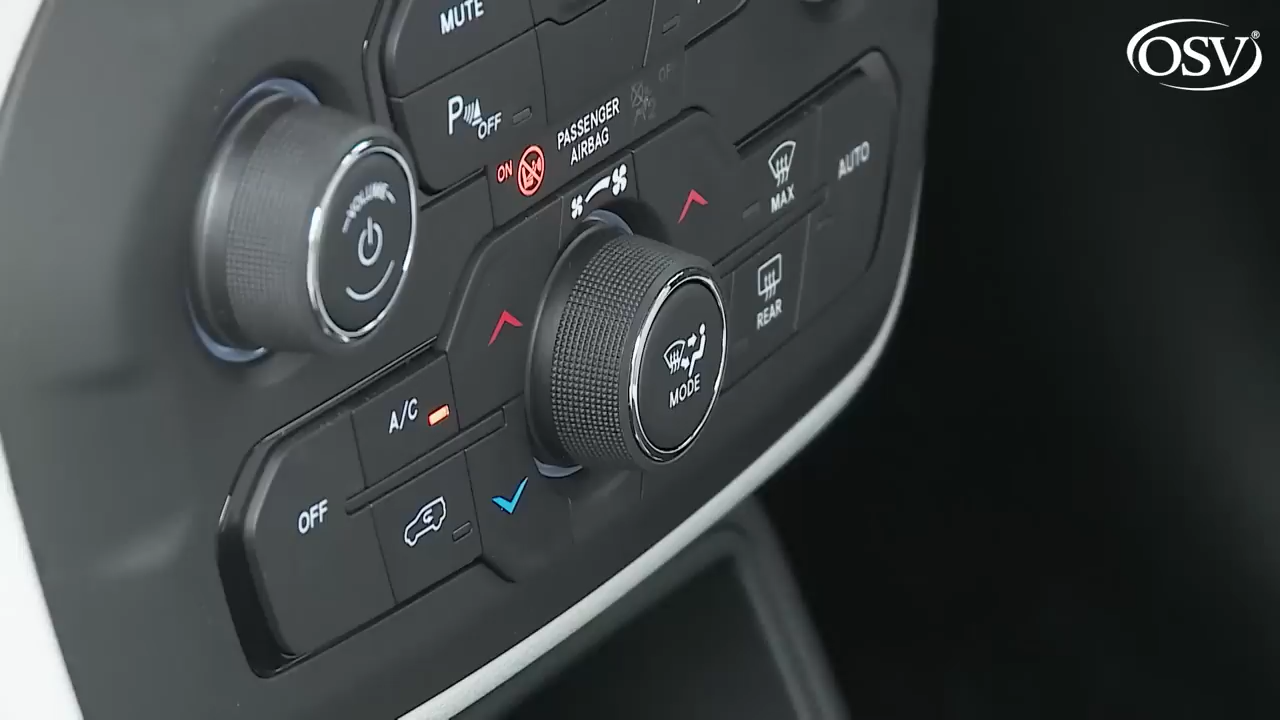 OSV®
MUTE
P OFF
ON
PASSENGER
AIRBAG
OFF
VOLUME
MAX
AUTO
REAR
MODE
A/C
OFF